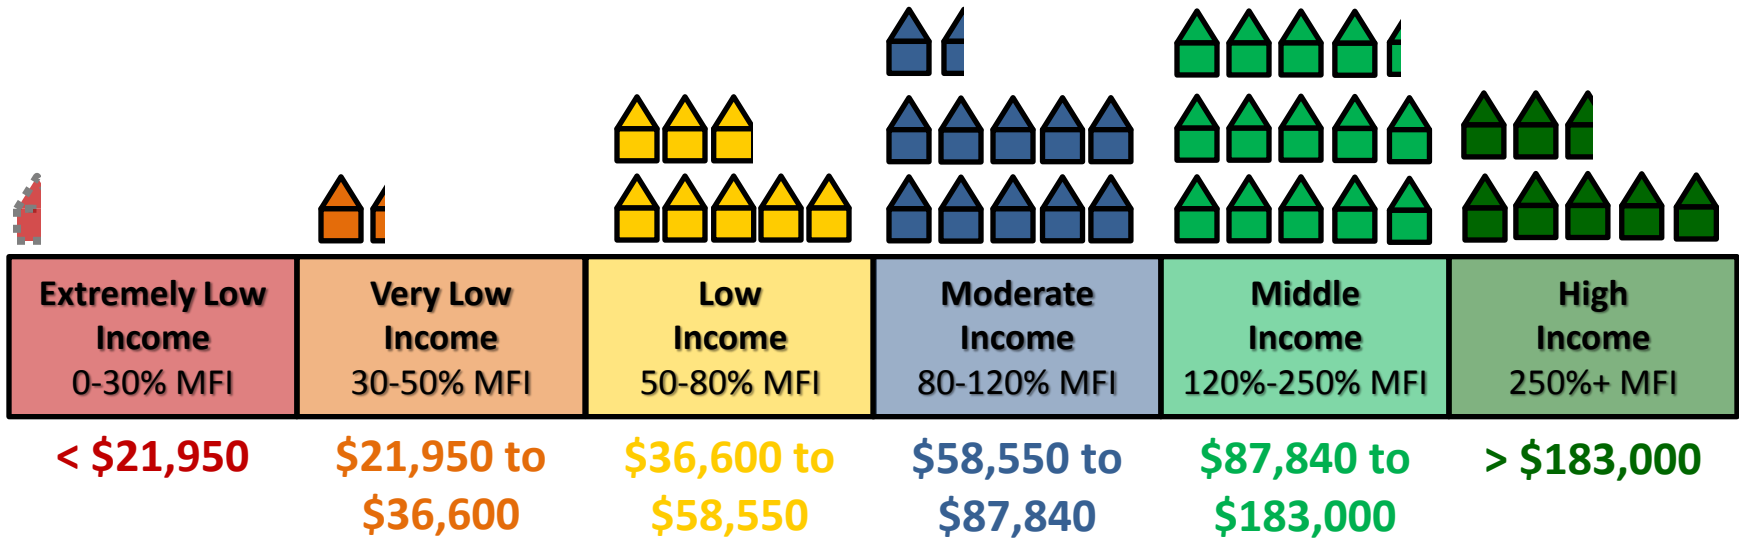 Extremely Low
Income
0-30% MFI
Very Low
Income
30-50% MFI
Low
Income
50-80% MFI
Moderate
Income
80-120% MFI
Middle
Income
120%-250% MFI
High
Income
250%+ MFI
< $21,950
$21,950 to
$36,600
$36,600 to
$58,550
$58,550 to
$87,840
$87,840 to
$183,000
> $183,000